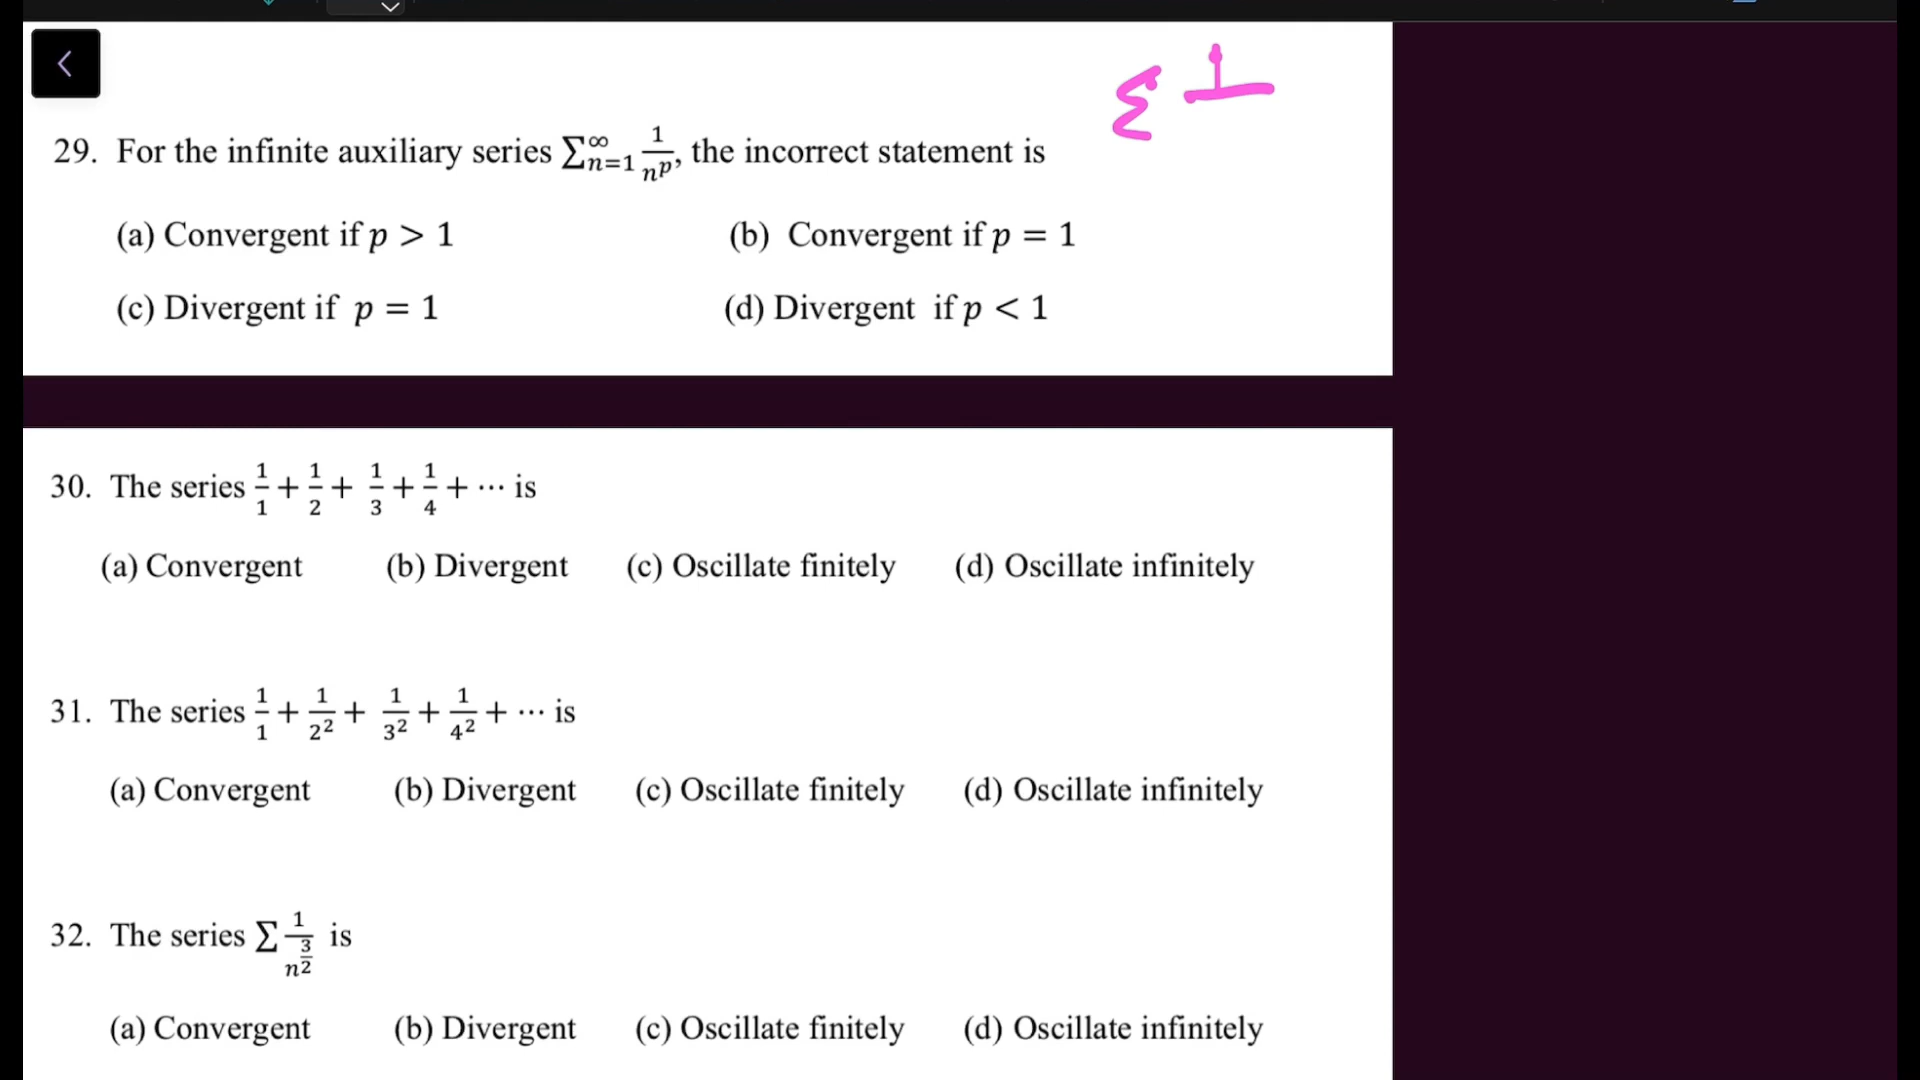 Σ 1
29. For the infinite auxiliary series ∑_{n=1}^{∞} 1/n^p, the incorrect statement is
(a) Convergent if p > 1 (b) Convergent if p = 1
(c) Divergent if p = 1 (d) Divergent if p < 1
30. The series 1/1 + 1/2 + 1/3 + 1/4 + ⋯ is
(a) Convergent (b) Divergent (c) Oscillate finitely (d) Oscillate infinitely
31. The series 1/1 + 1/2² + 1/3² + 1/4² + ⋯ is
(a) Convergent (b) Divergent (c) Oscillate finitely (d) Oscillate infinitely
32. The series ∑ 1/n^{3/2} is
(a) Convergent (b) Divergent (c) Oscillate finitely (d) Oscillate infinitely